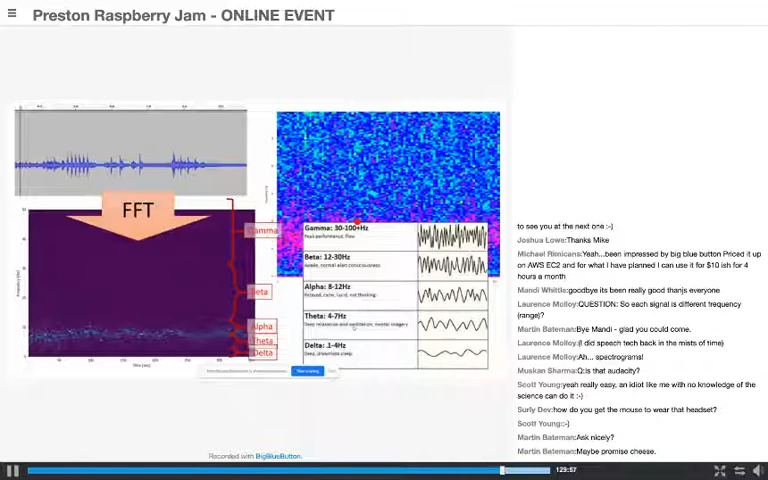 Preston Raspberry Jam - ONLINE EVENT
FFT
Gamma
Beta
Alpha
Theta
Delta
Gamma: 30-100+Hz
Peak performance, flow
Beta: 12-30Hz
Awake, normal alert consciousness
Alpha: 8-12Hz
Relaxed, calm, lucid, not thinking
Theta: 4-7Hz
Deep relaxation and meditation, mental imagery
Delta: .1-4Hz
Deep, dreamless sleep
to see you at the next one :-)
Joshua Lowe:Thanks Mike
Michael Rimicans:Yeah...been impressed by big blue button Priced it up
on AWS EC2 and for what I have planned I can use it for $10 ish for 4
hours a month
Mandi Whittle:goodbye its been really good thanjs everyone
Laurence Molloy:QUESTION: So each signal is different frequency
(range)?
Martin Bateman:Bye Mandi - glad you could come.
Laurence Molloy:(I did speech tech back in the mists of time)
Laurence Molloy:Ah... spectrograms!
Muskan Sharma:Q:is that audacity?
Scott Young:yeah really easy, an idiot like me with no knowledge of the
science can do it :-)
Surly Dev:how do you get the mouse to wear that headset?
Scott Young::-)
Martin Bateman:Ask nicely?
Martin Bateman:Maybe promise cheese.
Recorded with BigBlueButton.
123:57